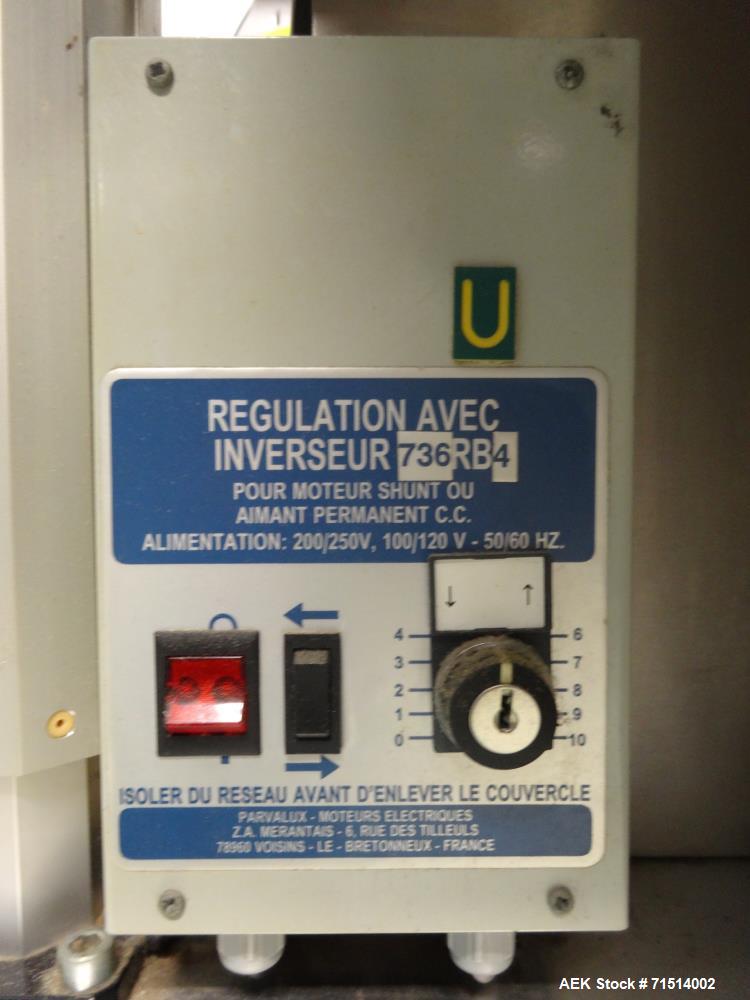 U
REGULATION AVEC
INVERSEUR 736RB4
POUR MOTEUR SHUNT OU
AIMANT PERMANENT C.C.
ALIMENTATION: 200/250V, 100/120 V - 50/60 HZ.
↓ ↑
4 6
3 7
2 8
1 9
0 10
ISOLER DU RESEAU AVANT D'ENLEVER LE COUVERCLE
PARVALUX - MOTEURS ELECTRIQUES
Z.A. MERANTAIS - 6, RUE DES TILLEULS
78960 VOISINS - LE - BRETONNEUX - FRANCE
AEK Stock #71514002